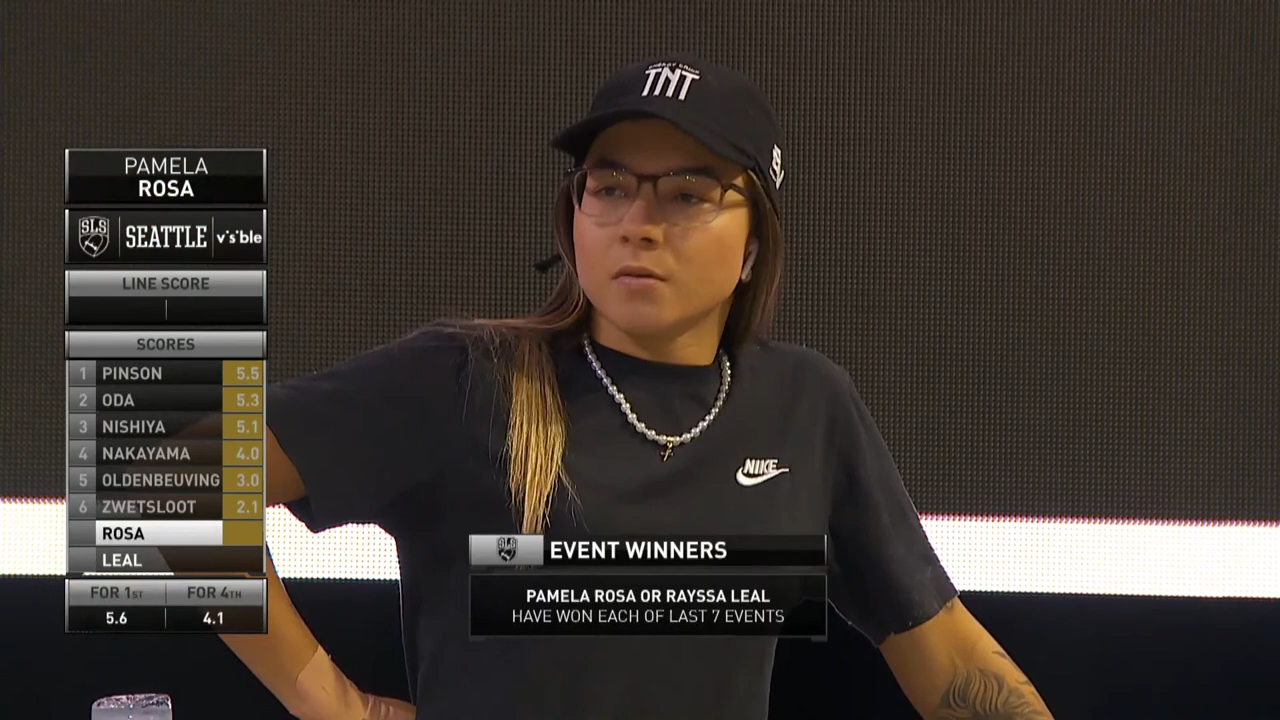 ENERGY DRINK
TNT
PAMELA
ROSA
SLS
SEATTLE
v·s·ble
LINE SCORE
SCORES
1 PINSON 5.5
2 ODA 5.3
3 NISHIYA 5.1
4 NAKAYAMA 4.0
5 OLDENBEUVING 3.0
6 ZWETSLOOT 2.1
ROSA
LEAL
FOR 1ST FOR 4TH
5.6 4.1
NIKE
SLS
EVENT WINNERS
PAMELA ROSA OR RAYSSA LEAL
HAVE WON EACH OF LAST 7 EVENTS